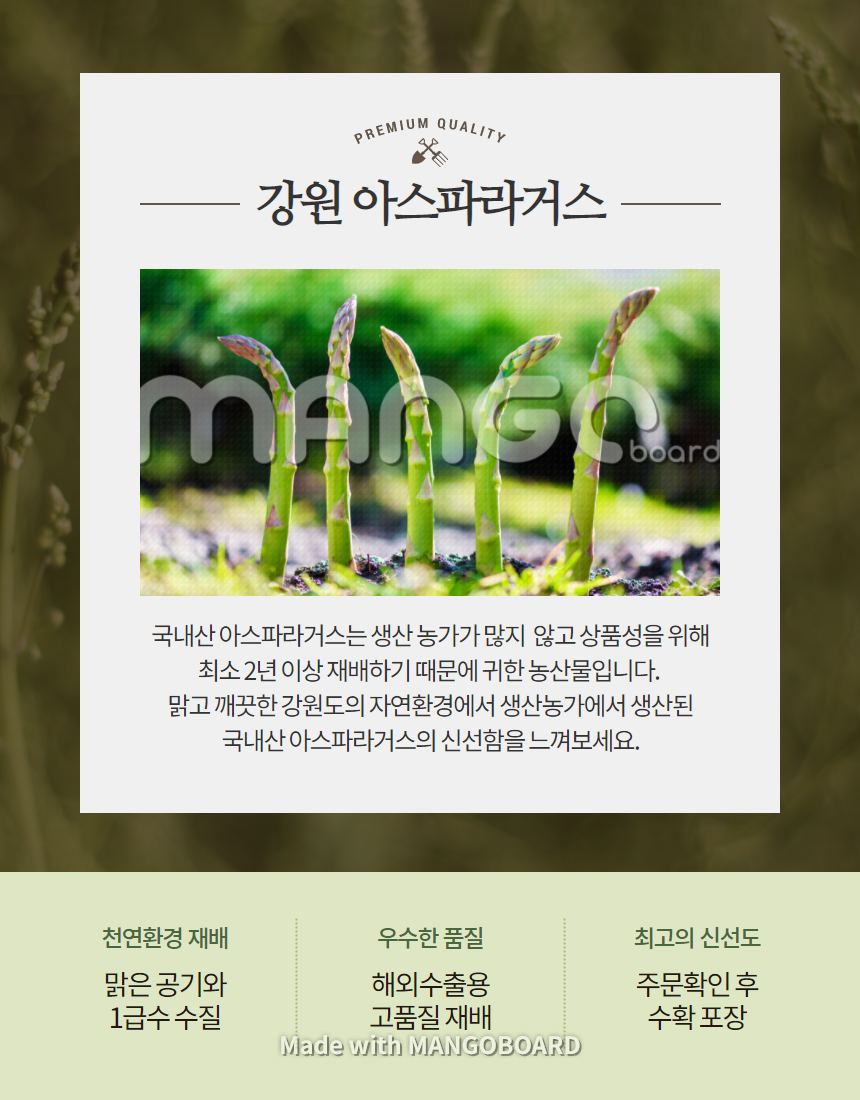 PREMIUM QUALITY
강원 아스파라거스
MANGO
board
국내산 아스파라거스는 생산 농가가 많지 않고 상품성을 위해
최소 2년 이상 재배하기 때문에 귀한 농산물입니다.
맑고 깨끗한 강원도의 자연환경에서 생산농가에서 생산된
국내산 아스파라거스의 신선함을 느껴보세요.
천연환경 재배
맑은 공기와
1급수 수질
우수한 품질
해외수출용
고품질 재배
최고의 신선도
주문확인 후
수확 포장
Made with MANGOBOARD